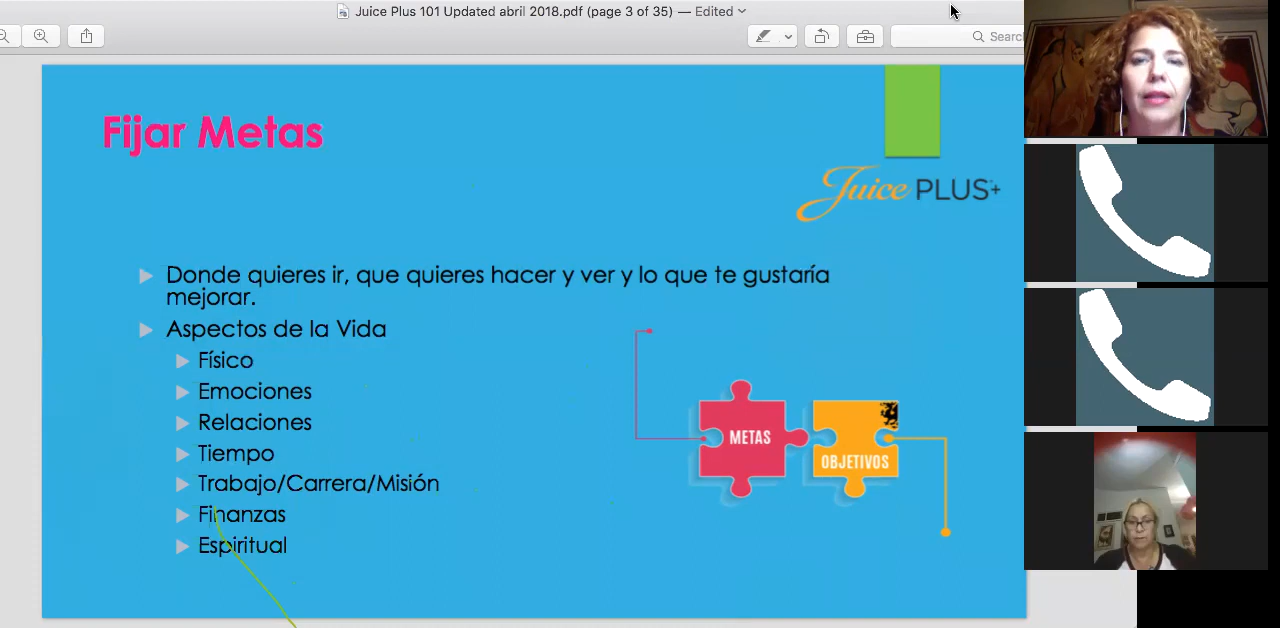 Juice Plus 101 Updated abril 2018.pdf (page 3 of 35) — Edited
Searc
Fijar Metas
Juice PLUS+
Donde quieres ir, que quieres hacer y ver y lo que te gustaría
mejorar.
Aspectos de la Vida
Físico
Emociones
Relaciones
Tiempo
Trabajo/Carrera/Misión
Finanzas
Espiritual
METAS
OBJETIVOS